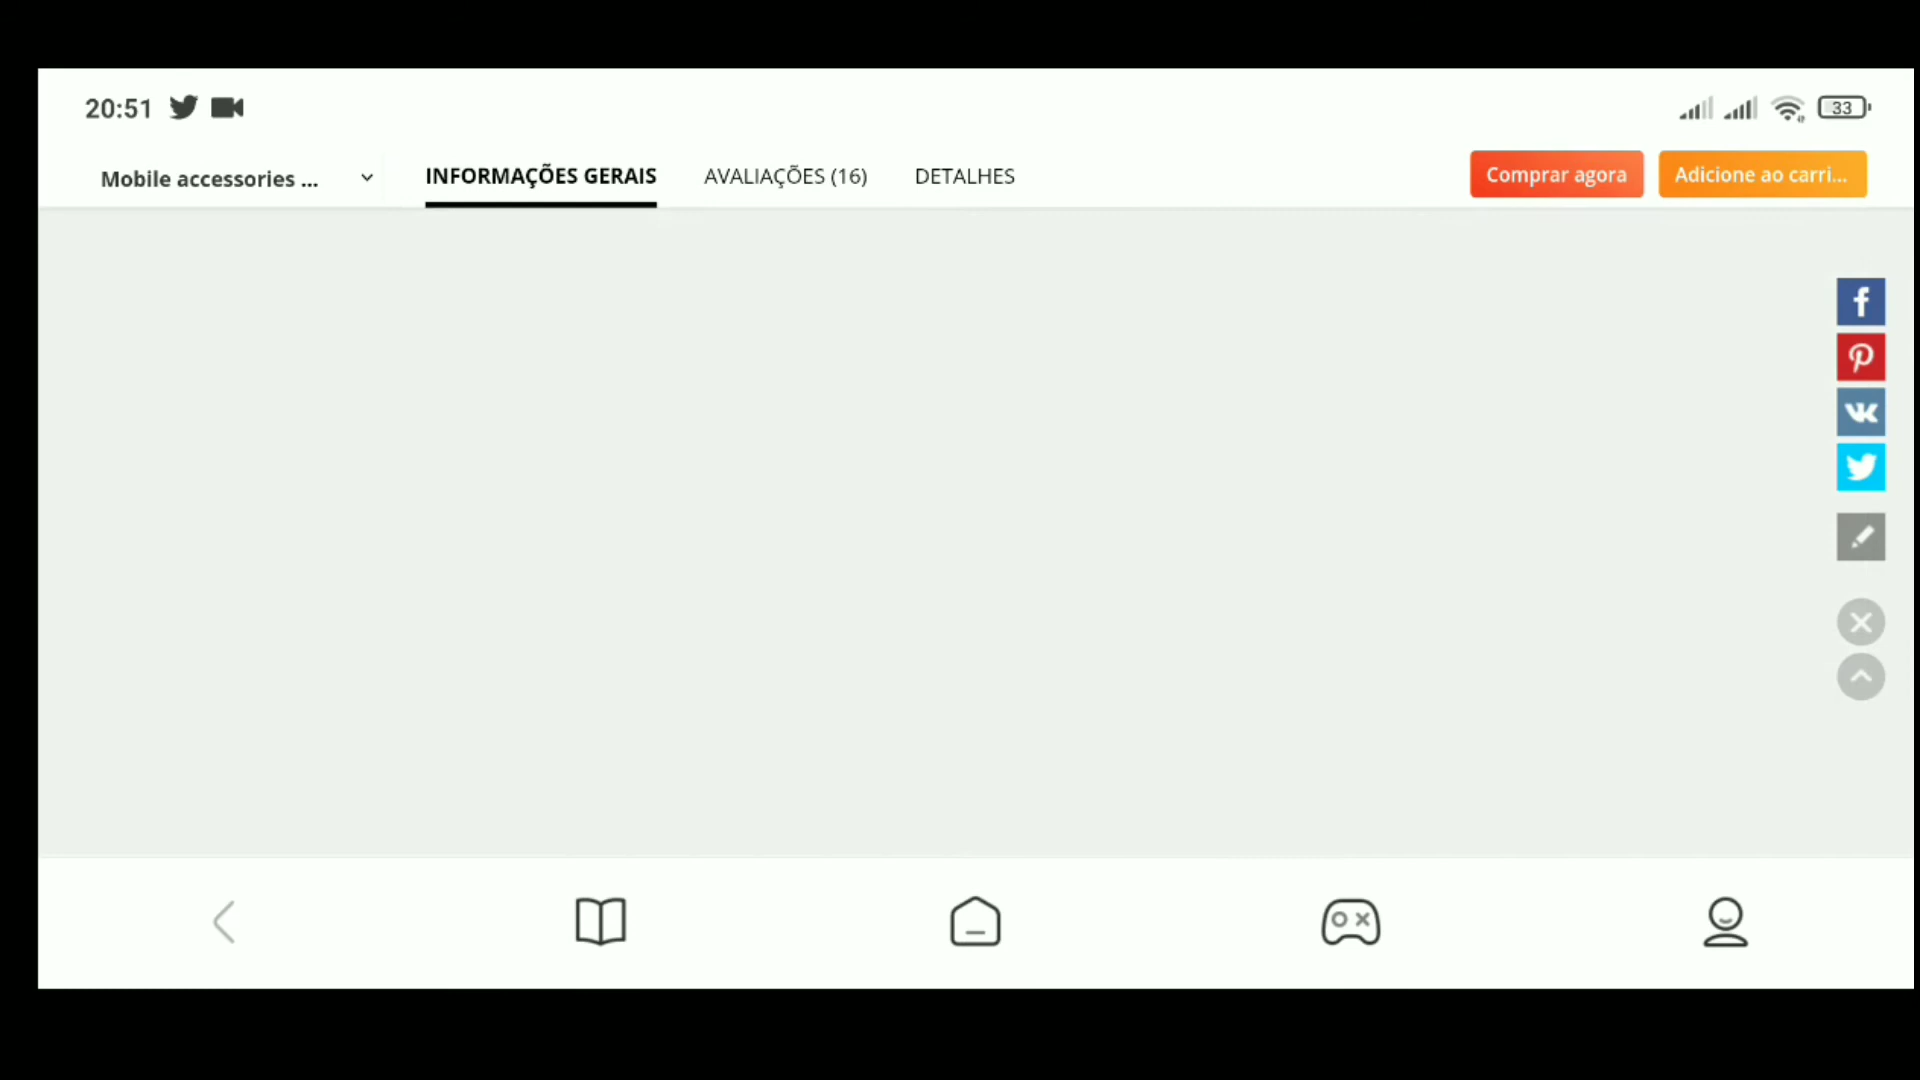 20:51
33
Mobile accessories ...
INFORMAÇÕES GERAIS
AVALIAÇÕES (16)
DETALHES
Comprar agora
Adicione ao carri...